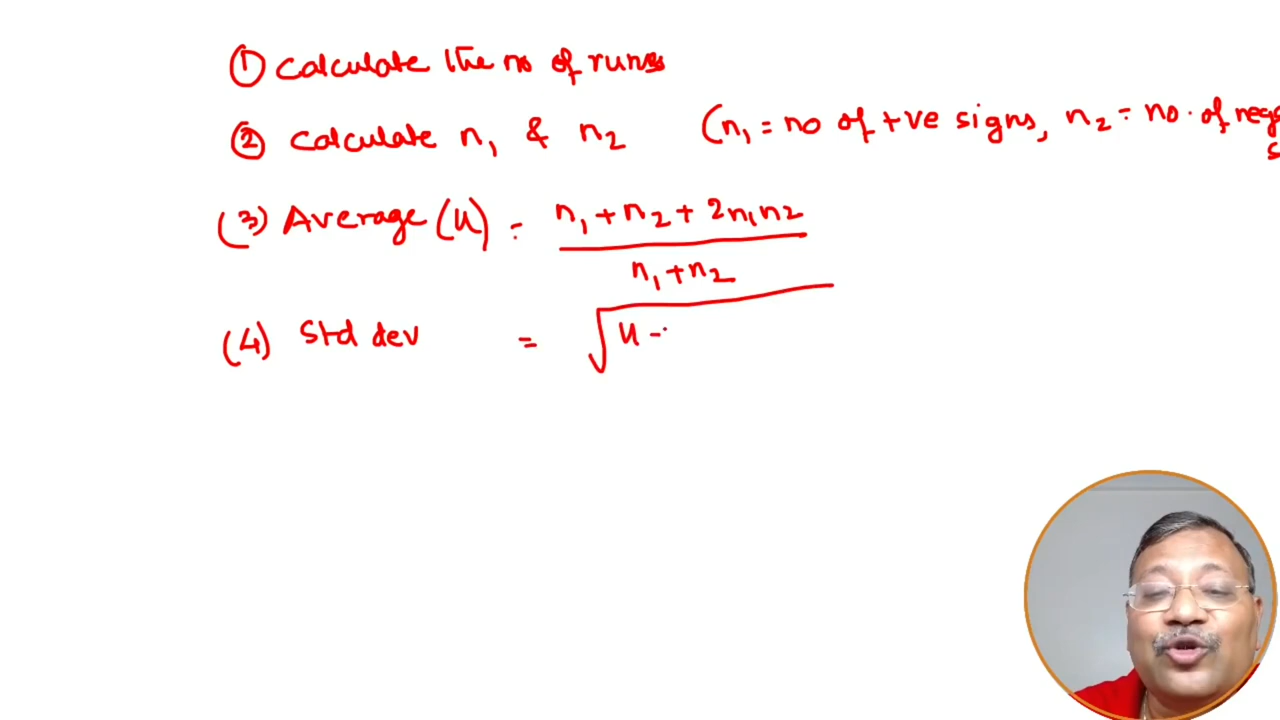 ① Calculate the no of runs
② Calculate n₁ & n₂ (n₁ = no of +ve signs, n₂ = no. of neg
(3) Average (u) = n₁ + n₂ + 2n₁n₂
n₁ + n₂
(4) Std dev = √u -